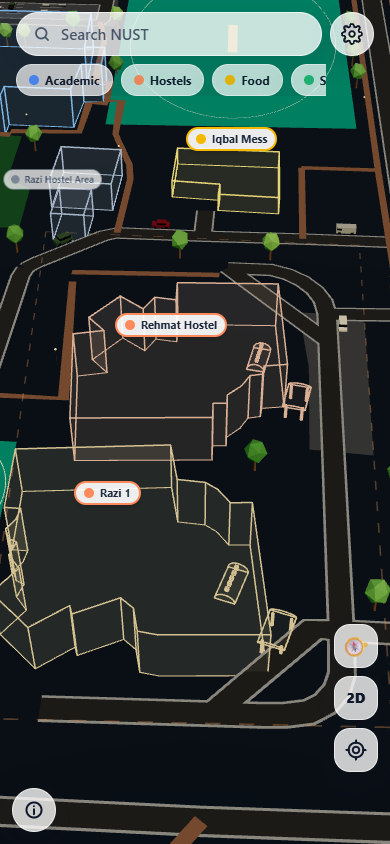 Search NUST
Academic
Hostels
Food
S
Iqbal Mess
Razi Hostel Area
Rehmat Hostel
Razi 1
2D